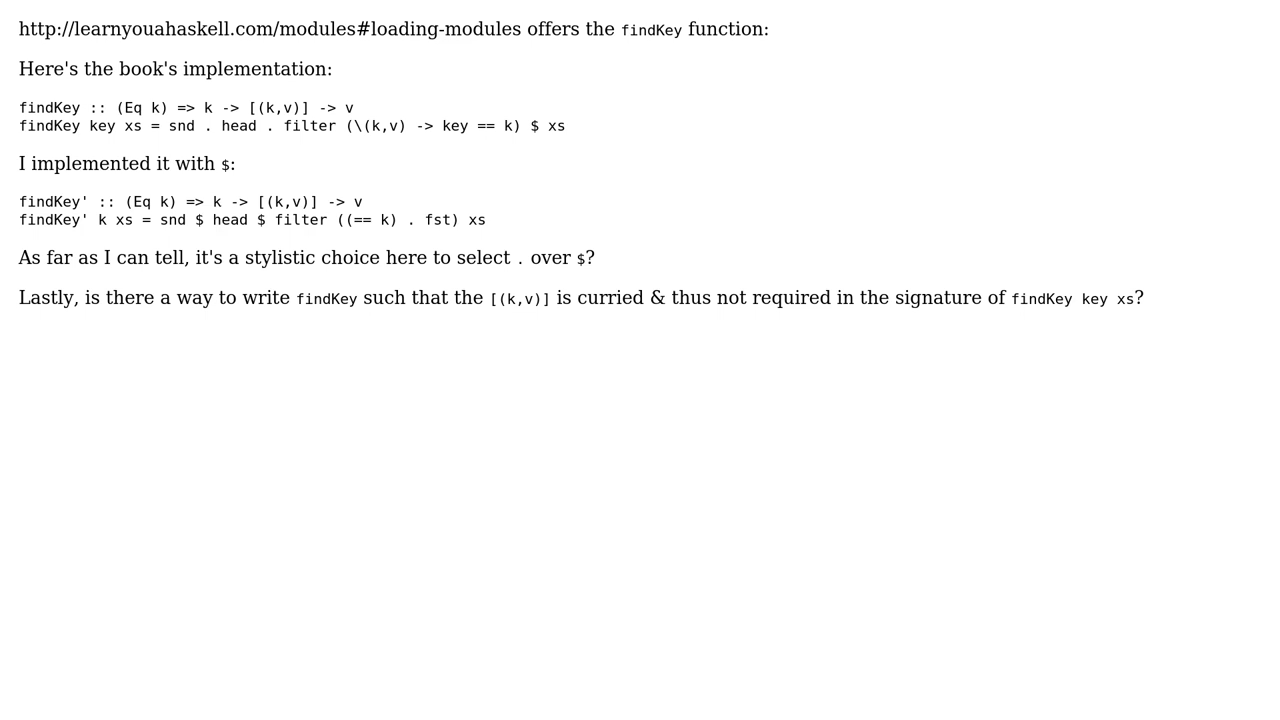 http://learnyouahaskell.com/modules#loading-modules offers the findKey function:
Here's the book's implementation:
findKey :: (Eq k) => k -> [(k,v)] -> v
findKey key xs = snd . head . filter (\(k,v) -> key == k) $ xs
I implemented it with $:
findKey' :: (Eq k) => k -> [(k,v)] -> v
findKey' k xs = snd $ head $ filter ((== k) . fst) xs
As far as I can tell, it's a stylistic choice here to select . over $?
Lastly, is there a way to write findKey such that the [(k,v)] is curried & thus not required in the signature of findKey key xs?